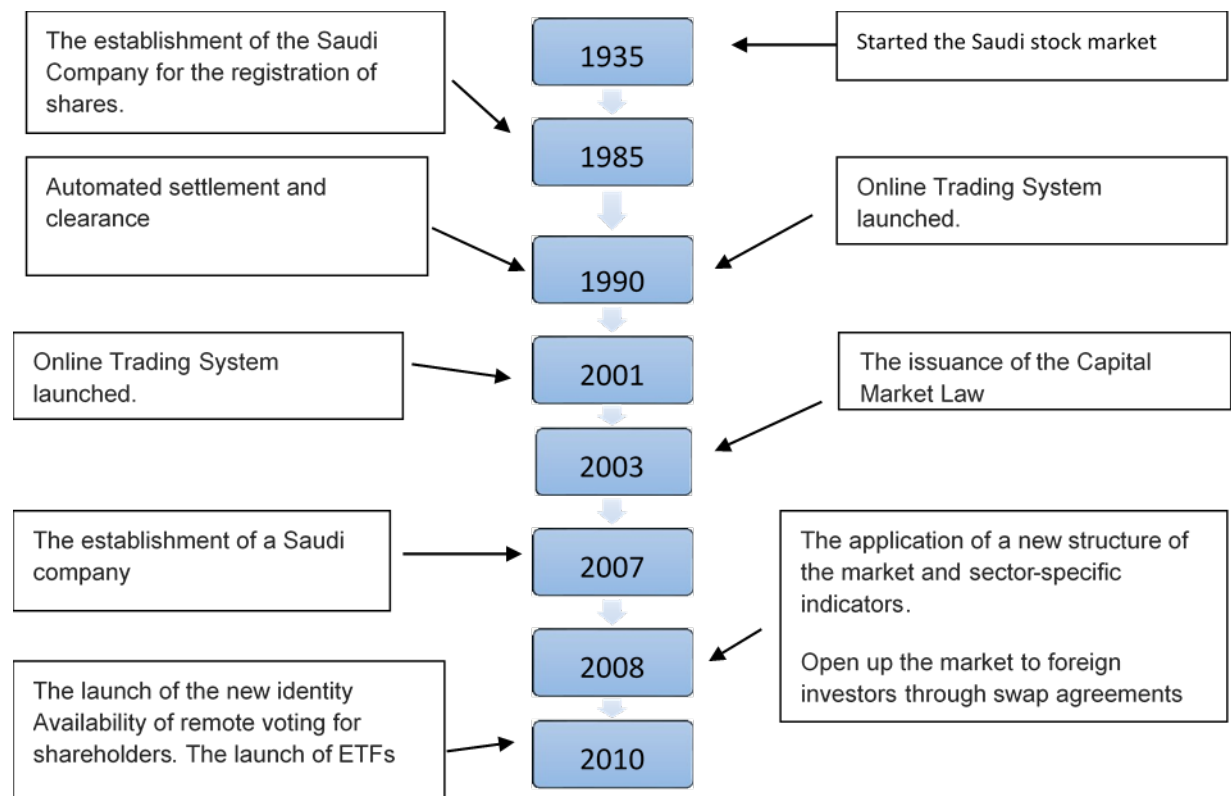 The establishment of the Saudi
Company for the registration of
shares.
1935
Started the Saudi stock market
1985
Automated settlement and
clearance
Online Trading System
launched.
1990
Online Trading System
launched.
2001
The issuance of the Capital
Market Law
2003
The establishment of a Saudi
company
2007
The application of a new structure of
the market and sector-specific
indicators.
Open up the market to foreign
investors through swap agreements
2008
The launch of the new identity
Availability of remote voting for
shareholders. The launch of ETFs
2010